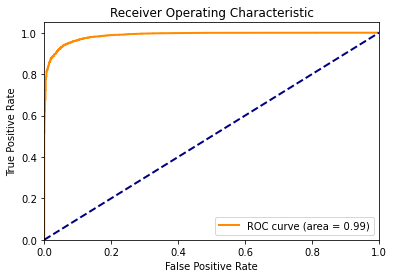 Receiver Operating Characteristic
True Positive Rate
1.0
0.8
0.6
0.4
0.2
0.0
ROC curve (area = 0.99)
0.0 0.2 0.4 0.6 0.8 1.0
False Positive Rate